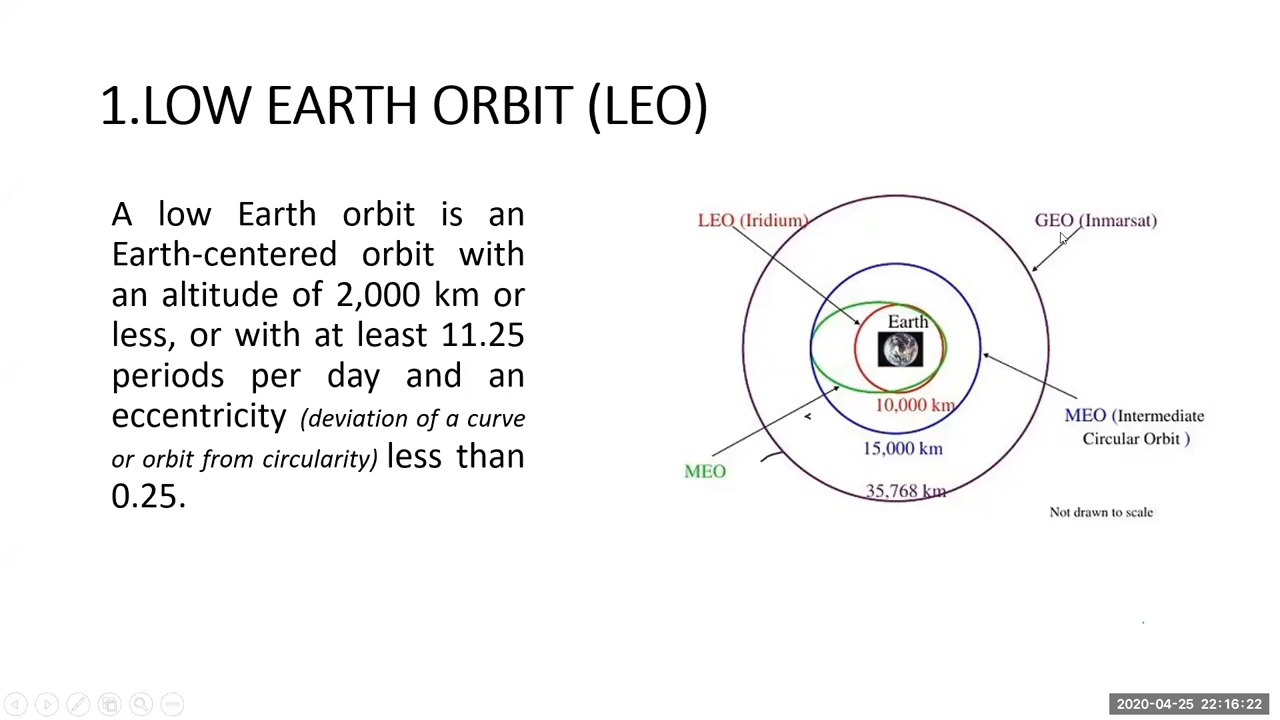 1.LOW EARTH ORBIT (LEO)
A low Earth orbit is an
Earth-centered orbit with
an altitude of 2,000 km or
less, or with at least 11.25
periods per day and an
eccentricity (deviation of a curve
or orbit from circularity) less than
0.25.
LEO (Iridium)
GEO (Inmarsat)
Earth
10,000 km
MEO (Intermediate
Circular Orbit )
15,000 km
MEO
35,768 km
Not drawn to scale
2020-04-25 22:16:22